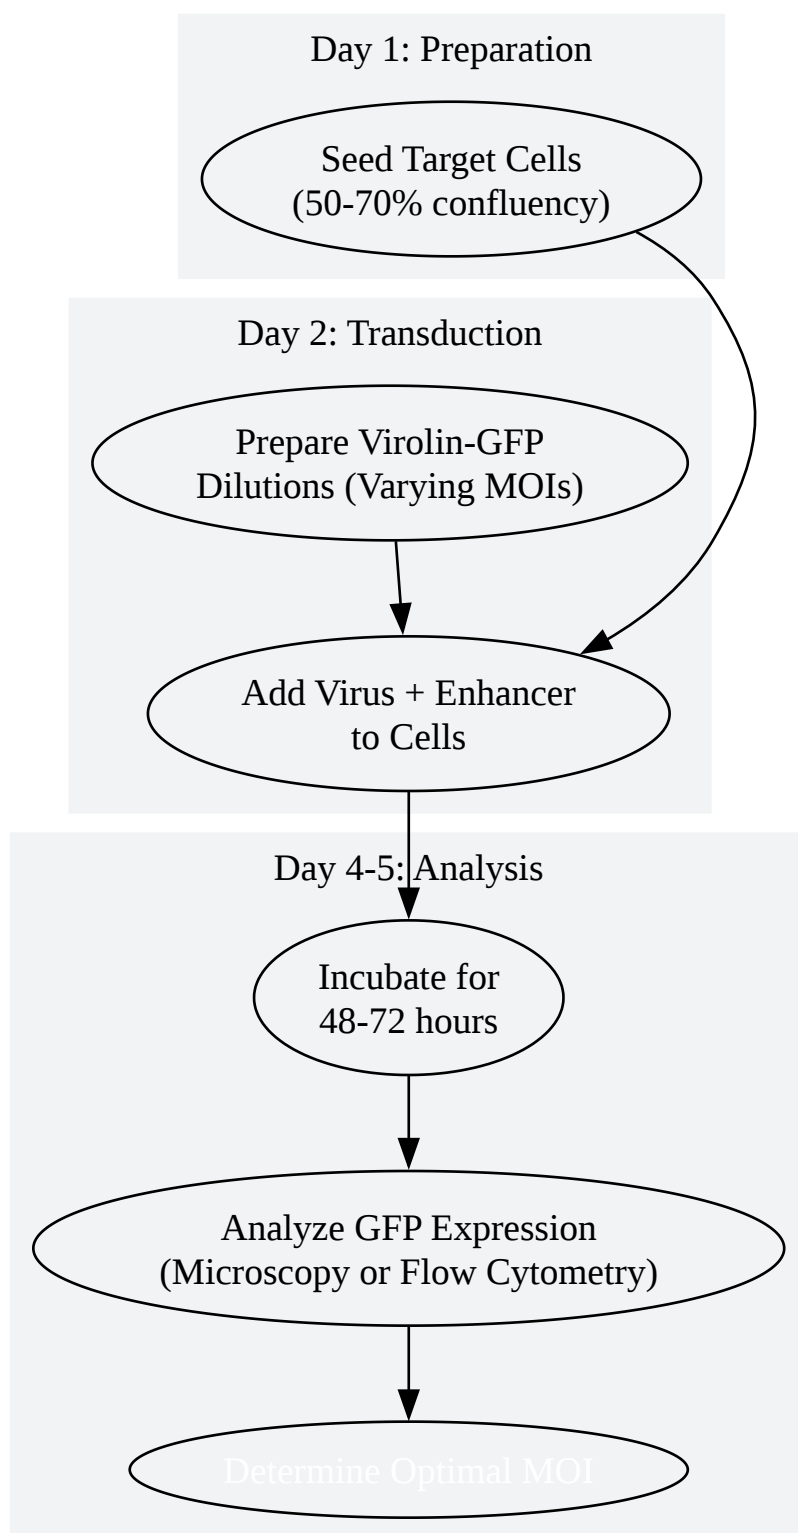 Day 1: Preparation
Seed Target Cells
(50-70% confluency)
Day 2: Transduction
Prepare Virolin-GFP
Dilutions (Varying MOIs)
Add Virus + Enhancer
to Cells
Day 4-5: Analysis
Incubate for
48-72 hours
Analyze GFP Expression
(Microscopy or Flow Cytometry)
Determine Optimal MOI